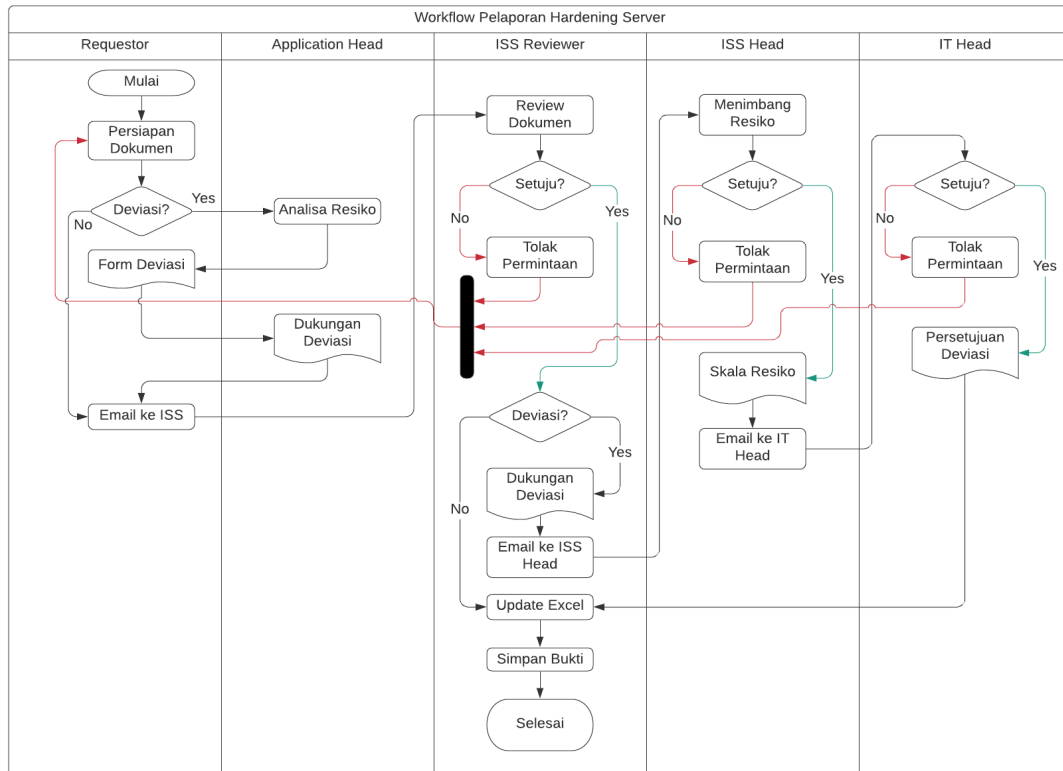 Workflow Pelaporan Hardening Server
Requestor
Application Head
ISS Reviewer
ISS Head
IT Head
Mulai
Persiapan
Dokumen
Deviasi?
Yes
No
Analisa Resiko
Form Deviasi
Dukungan
Deviasi
Email ke ISS
Review
Dokumen
Setuju?
No
Yes
Tolak
Permintaan
Deviasi?
Yes
No
Dukungan
Deviasi
Email ke ISS
Head
Update Excel
Simpan Bukti
Selesai
Menimbang
Resiko
Setuju?
No
Yes
Tolak
Permintaan
Skala Resiko
Email ke IT
Head
Setuju?
No
Yes
Tolak
Permintaan
Persetujuan
Deviasi